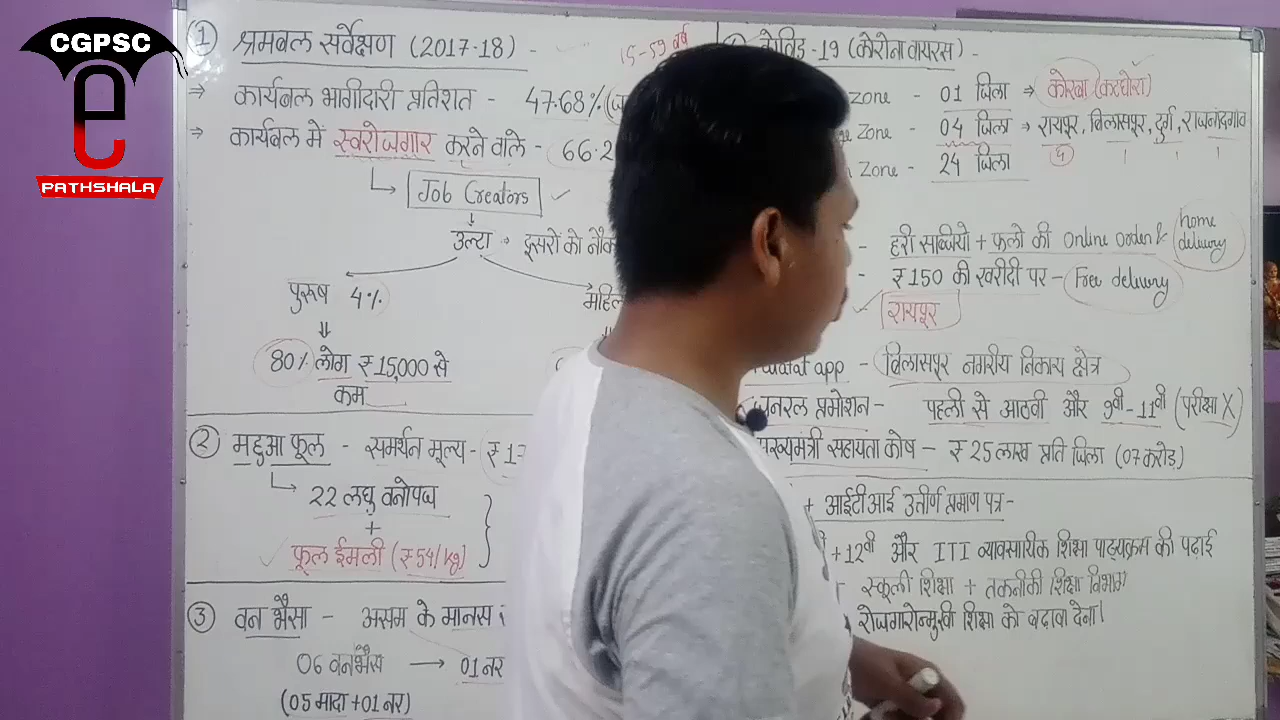 CGPSC
e
PATHSHALA
① श्रमबल सर्वेक्षण (2017-18) -
15-59 वर्ष
⇒ कार्यबल भागीदारी प्रतिशत - 47.68%
⇒ कार्यबल में स्वरोजगार करने वाले - 66.2
Job Creators
उल्टा → दूसरों को
पुरूष 4%
80% लोग ₹15,000 से
कम
② महुआ फूल - समर्थन मूल्य - ₹
22 लघु वनोपज
+
फूल ईमली (₹54/kg)
③ वन भैसा - असम के मानस
06 वनभैंस → 01 नर
(05 मादा + 01 नर)
कोविड-19 (कोरोना वायरस) -
zone - 01 जिला → कोरबा (कटघोरा)
Zone - 04 जिला → रायपूर, बिलासपूर, दुर्ग, राजनांदगांव
Zone - 24 जिला
- हरी सब्जियों + फलो की Online order & home delivery
- ₹150 की खरीदी पर - Free delivery
रायपूर
app - बिलासपूर नगरीय निकाय क्षेत्र
जनरल प्रमोशन - पहली से आठवी और 9वी-11वी (परीक्षा X)
मुख्यमंत्री सहायता कोष - ₹25 लाख प्रति जिला (07 करोड़)
+ आईटीआई उत्तीर्ण प्रमाण पत्र -
+12वी और ITI व्यावसायीक शिक्षा पाठ्यक्रम की पढ़ाई
स्कूली शिक्षा + तकनीकी शिक्षा विभाग
रोजगारोन्मुखी शिक्षा को बढ़ावा देना।